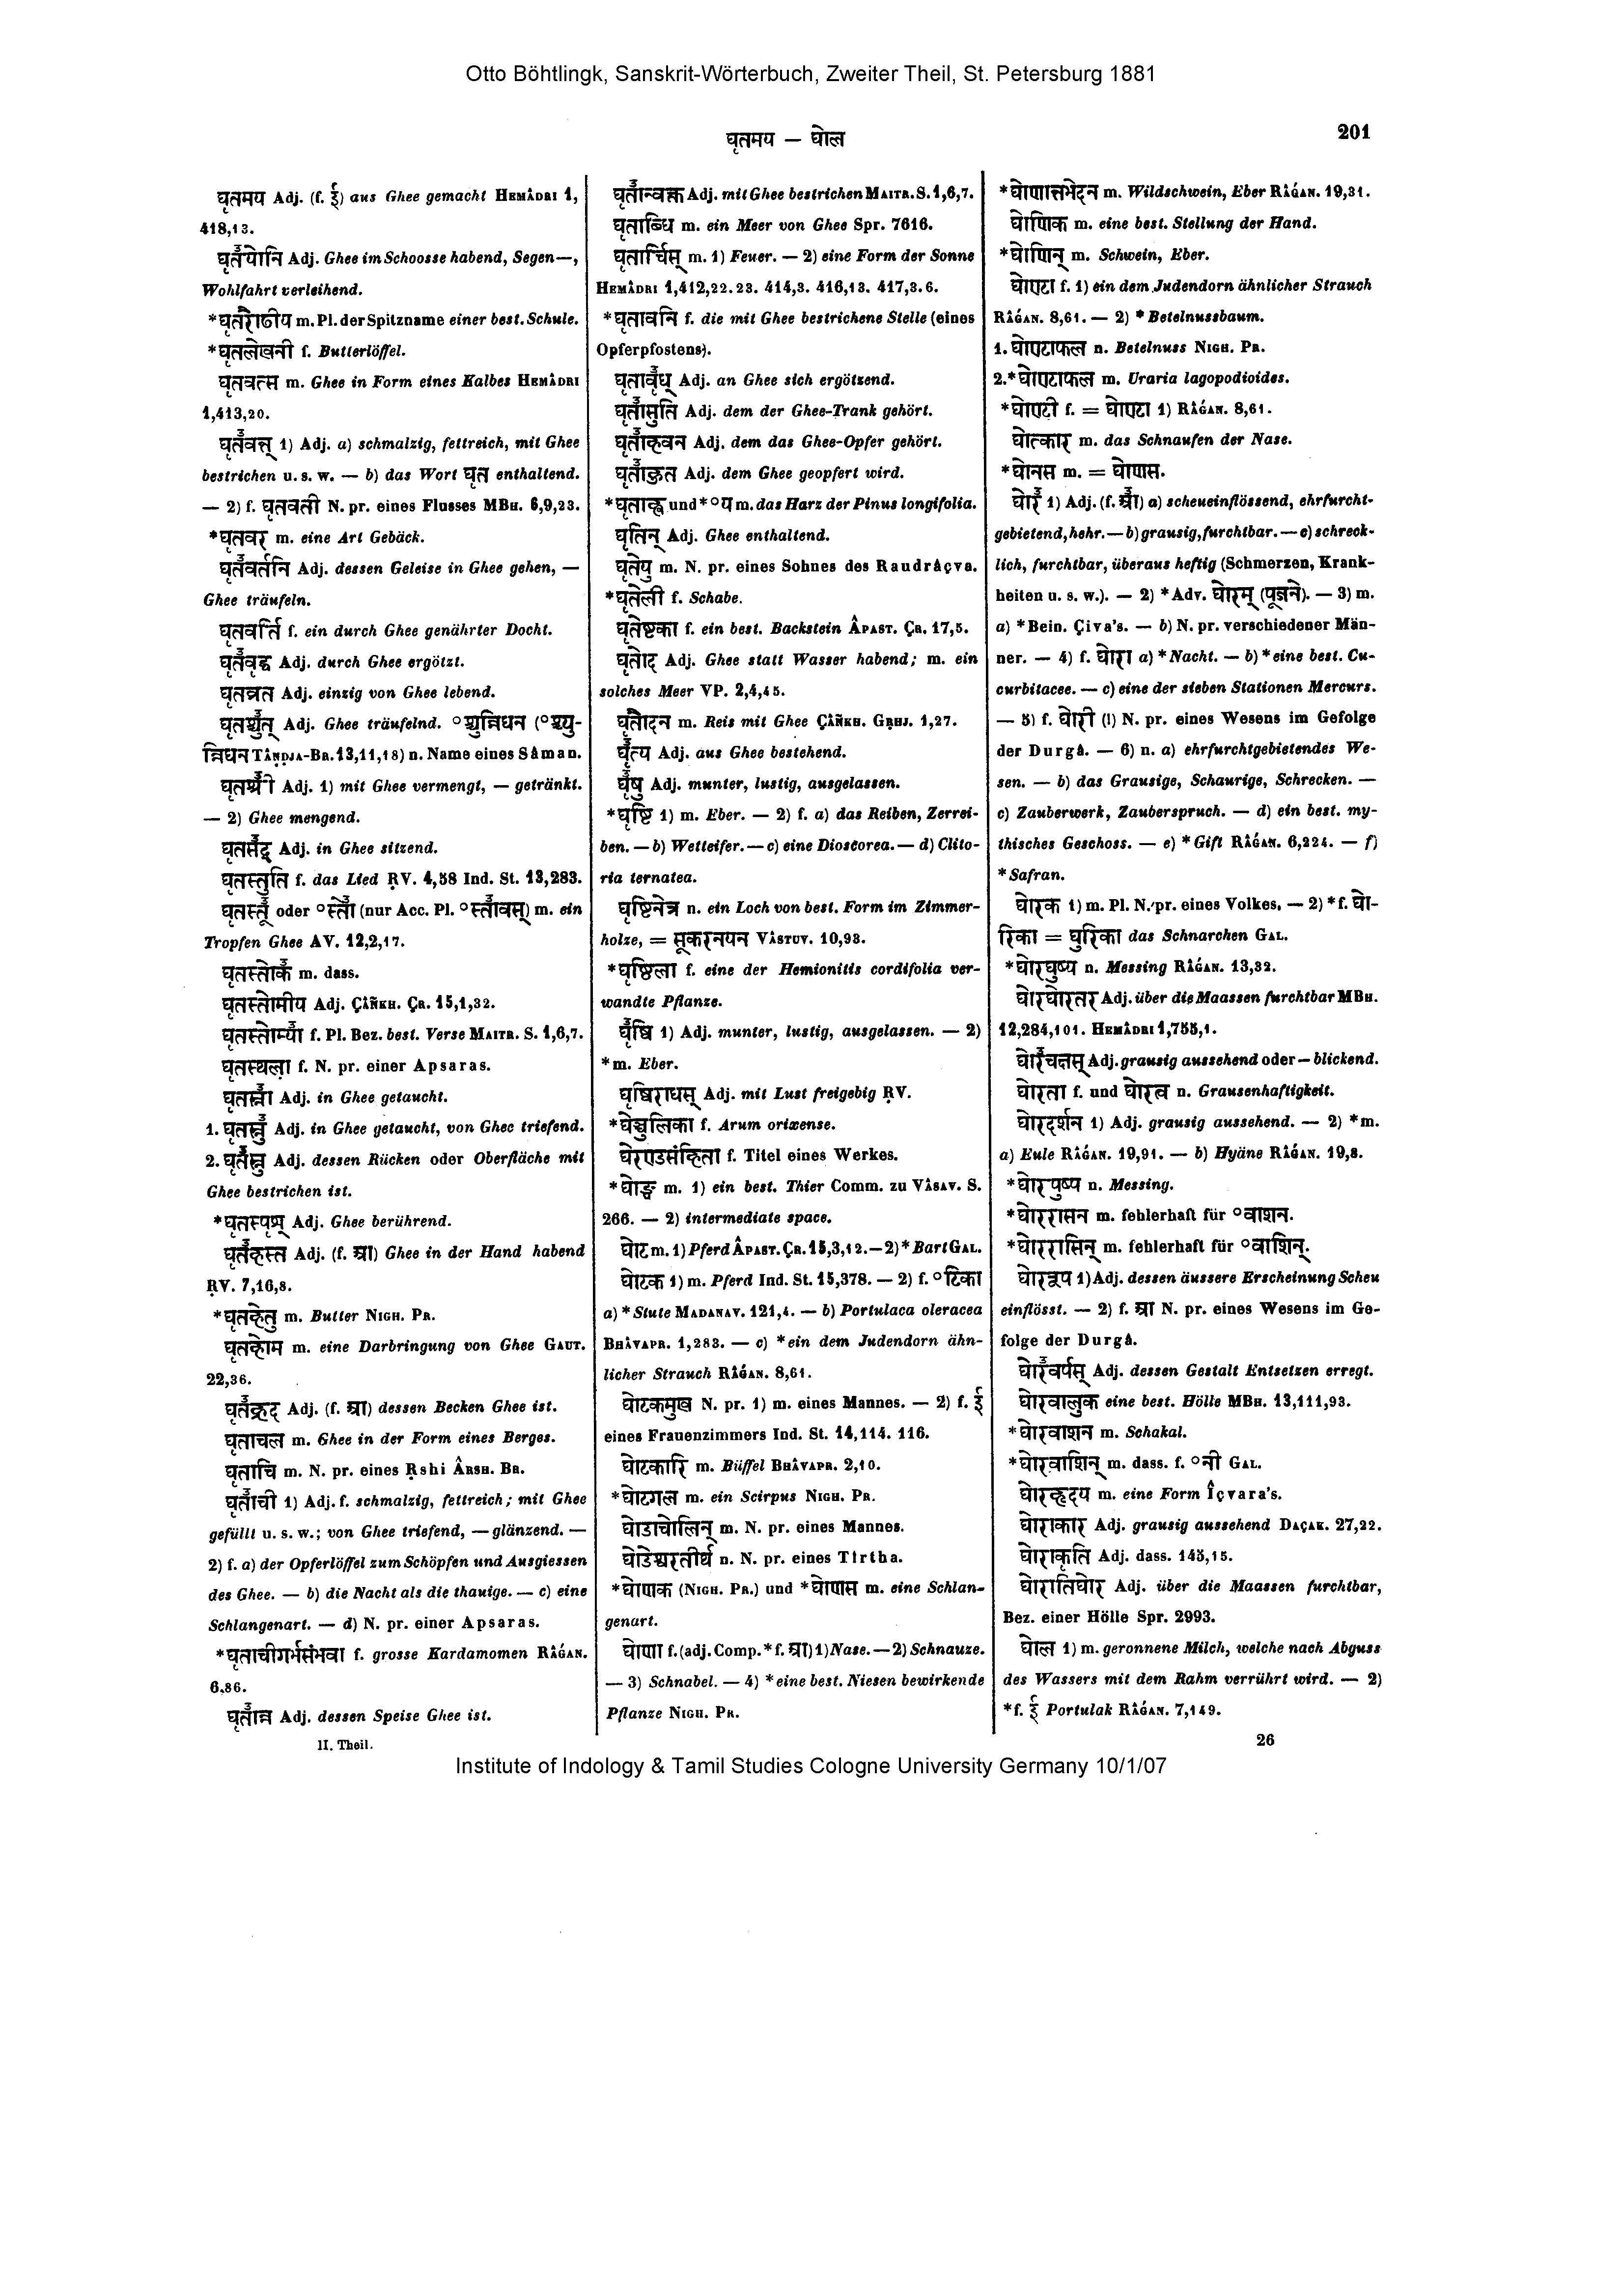 Otto Böhtlingk, Sanskrit-Wörterbuch, Zweiter Theil, St. Petersburg 1881
घृतमय — घोल
201
घृतमय Adj. (f. ई) aus Ghee gemacht HEMÂDRI 1,
418,13.
घृतयोनि Adj. Ghee im Schoosse habend, Segen—,
Wohlfahrt verleihend.
*घृतरौढीय m. Pl. der Spitzname einer best. Schule.
*घृतलेखनी f. Butterlöffel.
घृतवत्स m. Ghee in Form eines Kalbes HEMÂDRI
1,413,20.
घृतवत् 1) Adj. a) schmalzig, fettreich, mit Ghee
bestrichen u. s. w. — b) das Wort घृत enthaltend.
— 2) f. घृतवती N. pr. eines Flusses MBH. 6,9,23.
*घृतवर m. eine Art Gebäck.
घृतवर्तनि Adj. dessen Geleise in Ghee gehen, —
Ghee träufeln.
घृतवर्ति f. ein durch Ghee genährter Docht.
घृतवृद्ध Adj. durch Ghee ergötzt.
घृतव्रत Adj. einzig von Ghee lebend.
घृतश्चुत् Adj. Ghee träufelnd. °श्चुन्निधन (°श्च्यु-
न्निधन TÂṆḌJA-BR. 13,11,18) n. Name eines Sâman.
घृतश्री Adj. 1) mit Ghee vermengt, — getränkt.
— 2) Ghee mengend.
घृतसद् Adj. in Ghee sitzend.
घृतस्तुति f. das Lied ṚV. 4,58 Ind. St. 13,283.
घृतस्तू oder °स्तो (nur Acc. Pl. °स्तावस्) m. ein
Tropfen Ghee AV. 12,2,17.
घृतस्तोक m. dass.
घृतस्तोमीय Adj. ÇÂÑKH. ÇR. 15,1,32.
घृतस्तोम्या f. Pl. Bez. best. Verse MAITR. S. 1,6,7.
घृतस्थला f. N. pr. einer Apsaras.
घृतस्ना Adj. in Ghee getaucht.
1. घृतस्नु Adj. in Ghee getaucht, von Ghee triefend.
2. घृतस्नु Adj. dessen Rücken oder Oberfläche mit
Ghee bestrichen ist.
*घृतस्पृश् Adj. Ghee berührend.
घृतहस्त Adj. (f. आ) Ghee in der Hand habend
ṚV. 7,16,8.
*घृतहेतु m. Butter NIGH. PR.
घृतहोम m. eine Darbringung von Ghee GAUT.
22,36.
घृतह्रद Adj. (f. आ) dessen Becken Ghee ist.
घृताचल m. Ghee in der Form eines Berges.
घृताचि m. N. pr. eines Ṛshi ÂRSH. BR.
घृताची 1) Adj. f. schmalzig, fettreich; mit Ghee
gefüllt u. s. w.; von Ghee triefend, — glänzend. —
2) f. a) der Opferlöffel zum Schöpfen und Ausgiessen
des Ghee. — b) die Nacht als die thauige. — c) eine
Schlangenart. — d) N. pr. einer Apsaras.
*घृताचीगर्भसंभवा f. grosse Kardamomen RÂǴAN.
6,86.
घृतान्न Adj. dessen Speise Ghee ist.
II. Theil.
घृतान्वक्त Adj. mit Ghee bestrichen MAITR. S. 1,6,7.
घृताब्धि m. ein Meer von Ghee Spr. 7616.
घृतार्चिस् m. 1) Feuer. — 2) eine Form der Sonne
HEMÂDRI 1,412,22. 23. 414,3. 416,13. 417,3. 6.
*घृतावनि f. die mit Ghee bestrichene Stelle (eines
Opferpfostens).
घृतावृध् Adj. an Ghee sich ergötzend.
घृतासुति Adj. dem der Ghee-Trank gehört.
घृताहवन Adj. dem das Ghee-Opfer gehört.
घृताहुत Adj. dem Ghee geopfert wird.
*घृताह्व und *°य m. das Harz der Pinus longifolia.
घृतिन् Adj. Ghee enthaltend.
घृतेयु m. N. pr. eines Sohnes des Raudrâçva.
*घृतेली f. Schabe.
घृतेष्टका f. ein best. Backstein ÂPAST. ÇR. 17,5.
घृतोद Adj. Ghee statt Wasser habend; m. ein
solches Meer VP. 2,4,45.
घृतौदन m. Reis mit Ghee ÇÂÑKH. GṚHJ. 1,27.
घृत्य Adj. aus Ghee bestehend.
घृषु Adj. munter, lustig, ausgelassen.
*घृष्टि 1) m. Eber. — 2) f. a) das Reiben, Zerrei-
ben. — b) Wetteifer. — c) eine Dioscorea. — d) Clito-
ria ternatea.
घृष्टिनेत्र n. ein Loch von best. Form im Zimmer-
holze, = सूकरनयन VÂSTUV. 10,93.
*घृष्ठिला f. eine der Hemionitis cordifolia ver-
wandte Pflanze.
घृष्वि 1) Adj. munter, lustig, ausgelassen. — 2)
*m. Eber.
घृष्विराधस् Adj. mit Lust freigebig ṚV.
*घेञ्चुलिका f. Arum orixense.
घेरण्डसंहिता f. Titel eines Werkes.
*घोङ्घ m. 1) ein best. Thier Comm. zu VÂSAV. S.
266. — 2) intermediate space.
घोट m. 1) Pferd ÂPAST. ÇR. 15,3,12. — 2) *Bart GAL.
घोटक 1) m. Pferd Ind. St. 15,378. — 2) f. °टिका
a) *Stute MADANAV. 121,4. — b) Portulaca oleracea
BHÂVAPR. 1,283. — c) *ein dem Judendorn ähn-
licher Strauch RÂǴAN. 8,61.
घोटकमुख N. pr. 1) m. eines Mannes. — 2) f. ई
eines Frauenzimmers Ind. St. 14,114. 116.
घोटकारि m. Büffel BHÂVAPR. 2,10.
*घोटगल m. ein Scirpus NIGH. PR.
घोडाचोलिन् m. N. pr. eines Mannes.
घोडेश्वरतीर्थ n. N. pr. eines Tîrtha.
*घोणक (NIGH. PR.) und *घोणस m. eine Schlan-
genart.
घोणा f. (adj. Comp. *f. आ) 1) Nase. — 2) Schnauze.
— 3) Schnabel. — 4) *eine best. Niesen bewirkende
Pflanze NIGH. PR.
*घोणान्तभेदन m. Wildschwein, Eber RÂǴAN. 19,31.
घोणिक m. eine best. Stellung der Hand.
*घोणिन् m. Schwein, Eber.
घोण्टा f. 1) ein dem Judendorn ähnlicher Strauch
RÂǴAN. 8,61. — 2) *Betelnussbaum.
1. घोण्टाफल n. Betelnuss NIGH. PR.
2.*घोण्टाफल m. Uraria lagopodioides.
*घोण्टी f. = घोण्टा 1) RÂǴAN. 8,61.
घोत्कार m. das Schnaufen der Nase.
*घोनस m. = घोणस.
घोर 1) Adj. (f. आ) a) scheueinflössend, ehrfurcht-
gebietend, hehr. — b) grausig, furchtbar. — c) schreck-
lich, furchtbar, überaus heftig (Schmerzen, Krank-
heiten u. s. w.). — 2) *Adv. घोरम् (पूजने). — 3) m.
a) *Bein. Çiva's. — b) N. pr. verschiedener Män-
ner. — 4) f. घोरा a) *Nacht. — b) *eine best. Cu-
curbitacee. — c) eine der sieben Stationen Mercurs.
— 5) f. घोरी (!) N. pr. eines Wesens im Gefolge
der Durgâ. — 6) n. a) ehrfurchtgebietendes We-
sen. — b) das Grausige, Schaurige, Schrecken. —
c) Zauberwerk, Zauberspruch. — d) ein best. my-
thisches Geschoss. — e) *Gift RÂǴAN. 6,224. — f)
*Safran.
घोरक 1) m. Pl. N. pr. eines Volkes. — 2) *f. घो-
रिका = घुरिका das Schnarchen GAL.
*घोरघुष्य n. Messing RÂǴAN. 13,32.
घोरघोरतर Adj. über die Maassen furchtbar MBH.
12,284,101. HEMÂDRI 1,755,1.
घोरचक्षस् Adj. grausig aussehend oder — blickend.
घोरता f. und घोरत्व n. Grausenhaftigkeit.
घोरदर्शन 1) Adj. grausig aussehend. — 2) *m.
a) Eule RÂǴAN. 19,91. — b) Hyäne RÂǴAN. 19,8.
*घोरपुष्प n. Messing.
*घोररासन m. fehlerhaft für °वाशन.
*घोररासिन् m. fehlerhaft für °वाशिन्.
घोररूप 1) Adj. dessen äussere Erscheinung Scheu
einflösst. — 2) f. आ N. pr. eines Wesens im Ge-
folge der Durgâ.
घोरवर्पस् Adj. dessen Gestalt Entsetzen erregt.
घोरवालुक eine best. Hölle MBH. 13,111,93.
*घोरवाशन m. Schakal.
*घोरवाशिन् m. dass. f. °नी GAL.
घोरहृदय m. eine Form Îçvara's.
घोराकार Adj. grausig aussehend DAÇAK. 27,22.
घोराकृति Adj. dass. 145,15.
घोरातिघोर Adj. über die Maassen furchtbar,
Bez. einer Hölle Spr. 2993.
घोल 1) m. geronnene Milch, welche nach Abguss
des Wassers mit dem Rahm verrührt wird. — 2)
*f. ई Portulak RÂǴAN. 7,149.
26
Institute of Indology & Tamil Studies Cologne University Germany 10/1/07